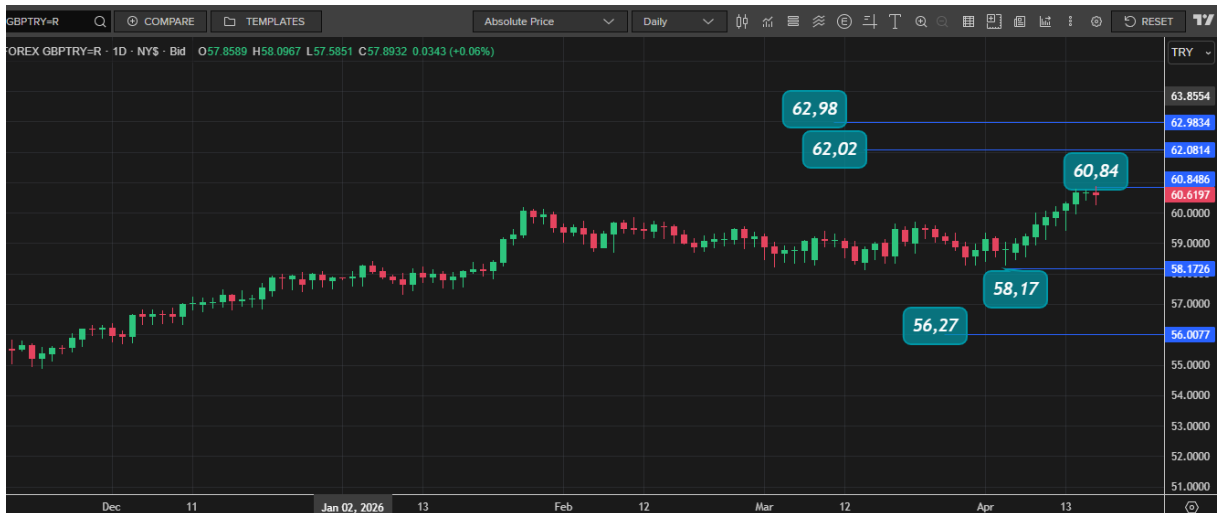 GBPTRY=R
COMPARE
TEMPLATES
Absolute Price
Daily
RESET
FOREX GBPTRY=R · 1D · NY$ · Bid O57.8589 H58.0967 L57.5851 C57.8932 0.0343 (+0.06%)
TRY
63.8554
62,98
62.9834
62,02
62.0814
60,84
60.8486
60.6197
60.0000
59.0000
58.1726
58,17
57.0000
56,27
56.0077
55.0000
54.0000
53.0000
52.0000
51.0000
Dec 11 Jan 02, 2026 13 Feb 12 Mar 12 Apr 13